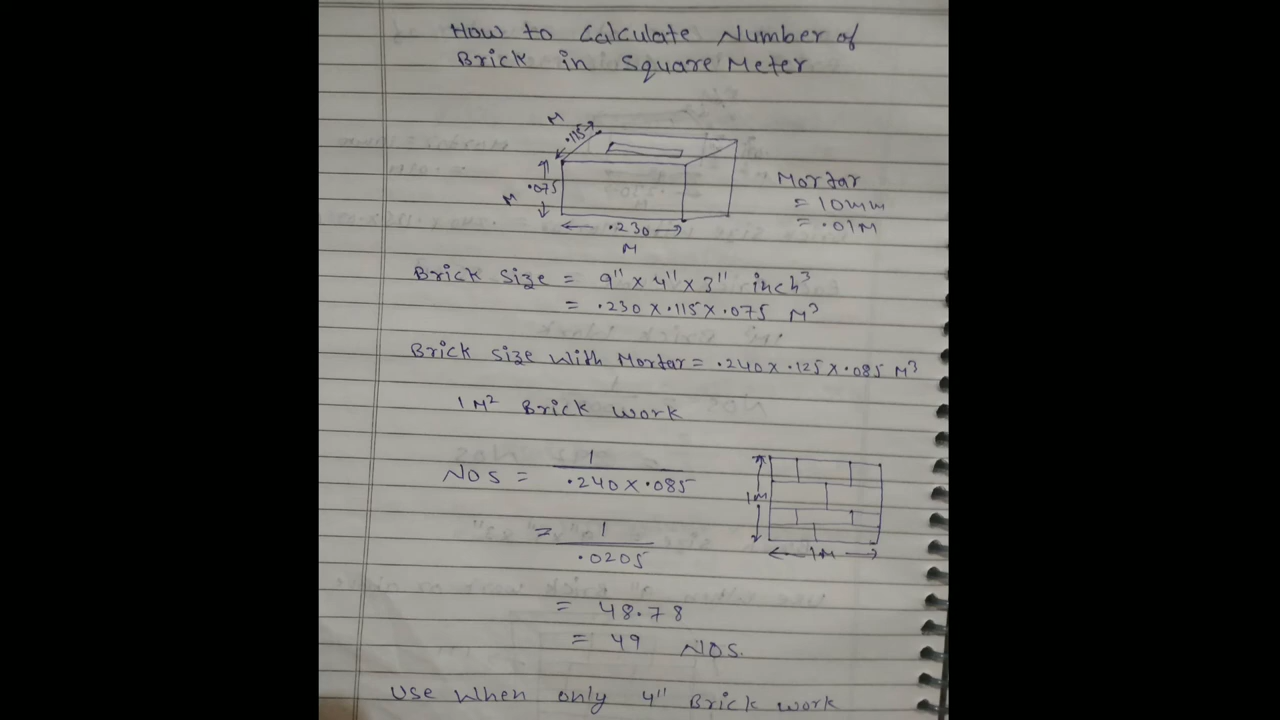 How to Calculate Number of
Brick in Square Meter
M
.115
.075
M
.230
M
Mortar
= 10mm
= .01M
Brick Size = 9" x 4" x 3" inch³
= .230 x .115 x .075 M³
Brick size with Mortar = .240 x .125 x .085 M³
1 M² Brick work
NOS = 1
.240 x .085
= 1
.0205
1M
1M
= 48.78
= 49 NOS.
Use when only 4" Brick work